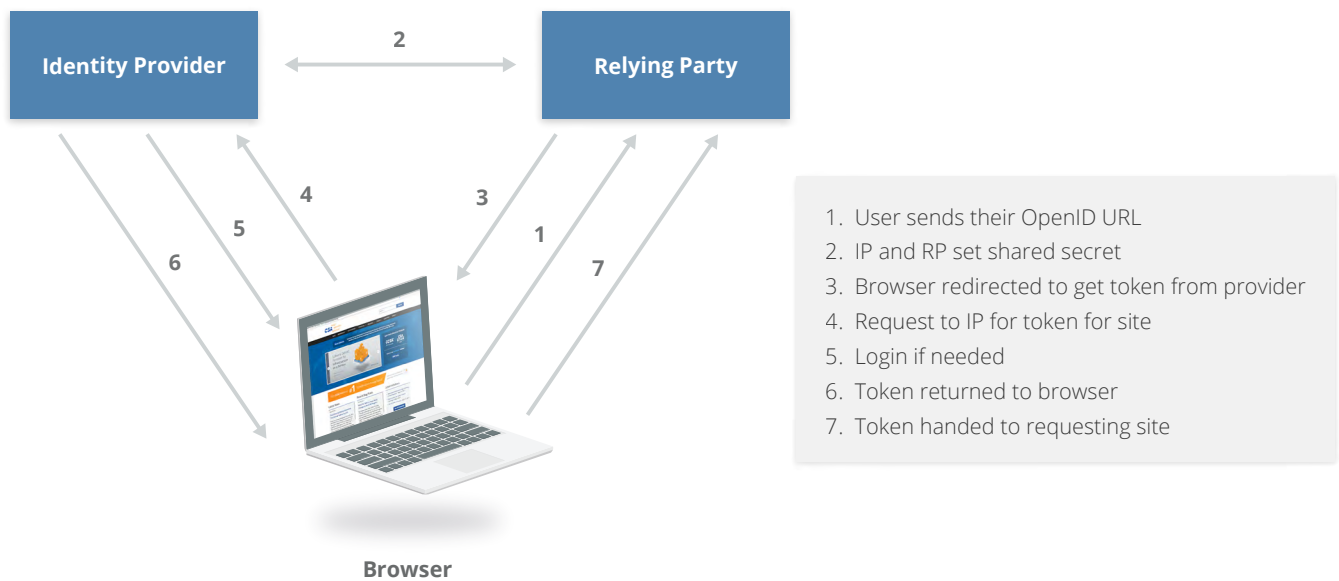 2
Identity Provider
Relying Party
4
3
5
1
6
7
1. User sends their OpenID URL
2. IP and RP set shared secret
3. Browser redirected to get token from provider
4. Request to IP for token for site
5. Login if needed
6. Token returned to browser
7. Token handed to requesting site
Browser